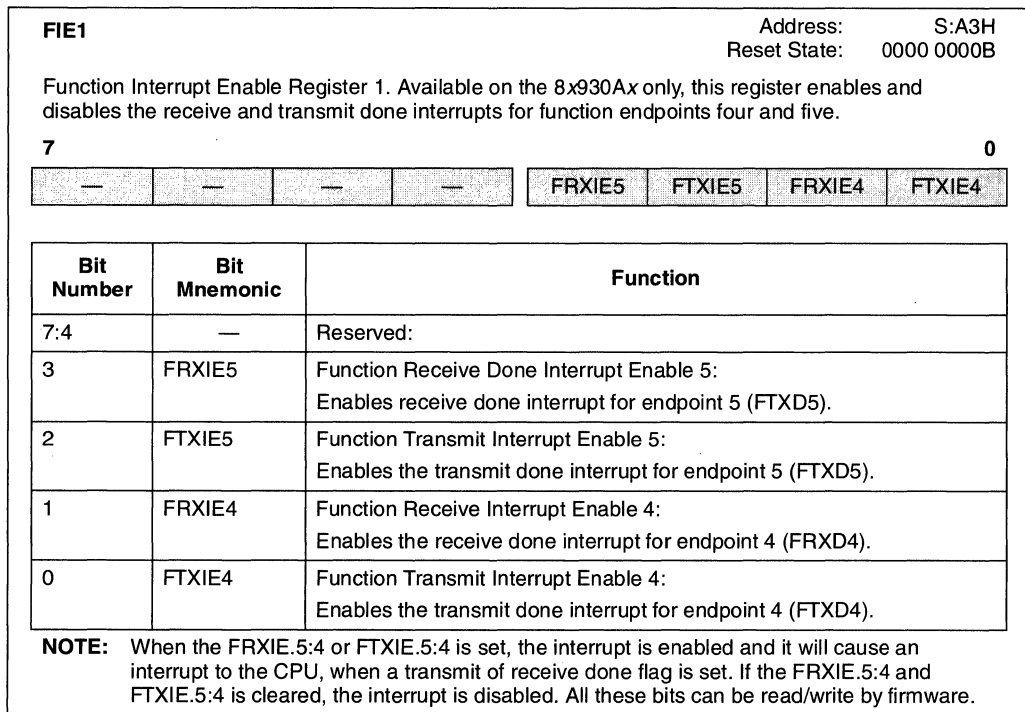 FIE1 Address: S:A3H
Reset State: 0000 0000B
Function Interrupt Enable Register 1. Available on the 8x930Ax only, this register enables and
disables the receive and transmit done interrupts for function endpoints four and five.
7 0
— — — — FRXIE5 FTXIE5 FRXIE4 FTXIE4
Bit Number Bit Mnemonic Function
7:4 — Reserved:
3 FRXIE5 Function Receive Done Interrupt Enable 5:
Enables receive done interrupt for endpoint 5 (FTXD5).
2 FTXIE5 Function Transmit Interrupt Enable 5:
Enables the transmit done interrupt for endpoint 5 (FTXD5).
1 FRXIE4 Function Receive Interrupt Enable 4:
Enables the receive done interrupt for endpoint 4 (FRXD4).
0 FTXIE4 Function Transmit Interrupt Enable 4:
Enables the transmit done interrupt for endpoint 4 (FTXD4).
NOTE: When the FRXIE.5:4 or FTXIE.5:4 is set, the interrupt is enabled and it will cause an
interrupt to the CPU, when a transmit of receive done flag is set. If the FRXIE.5:4 and
FTXIE.5:4 is cleared, the interrupt is disabled. All these bits can be read/write by firmware.